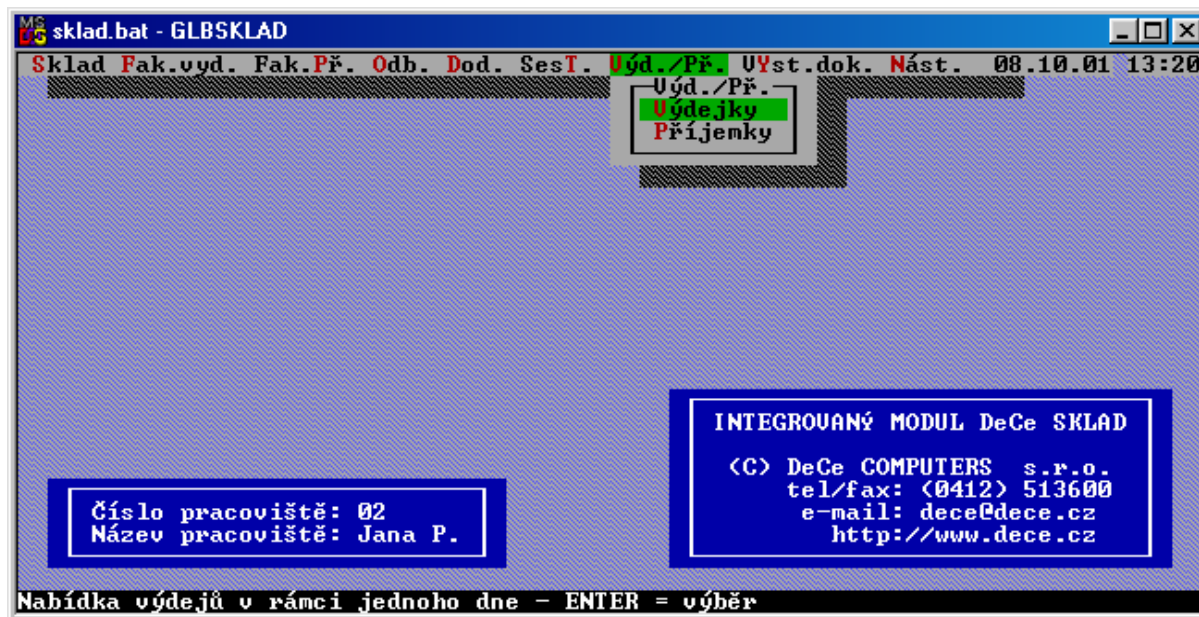 MS DOS sklad.bat - GLBSKLAD
Sklad Fak.vyd. Fak.Př. Odb. Dod. SesT. Výd./Př. VYst.dok. Nást. 08.10.01 13:20
Výd./Př.
Výdejky
Příjemky
INTEGROVANÝ MODUL DeCe SKLAD
(C) DeCe COMPUTERS s.r.o.
tel/fax: (0412) 513600
e-mail: dece@dece.cz
http://www.dece.cz
Číslo pracoviště: 02
Název pracoviště: Jana P.
Nabídka výdejů v rámci jednoho dne - ENTER = výběr